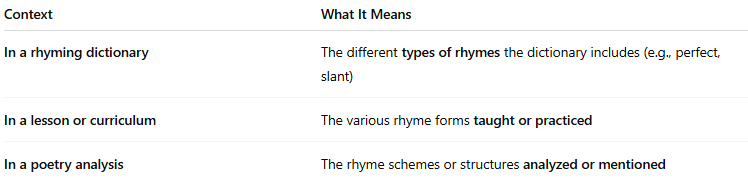 Context What It Means
In a rhyming dictionary The different types of rhymes the dictionary includes (e.g., perfect,
slant)
In a lesson or curriculum The various rhyme forms taught or practiced
In a poetry analysis The rhyme schemes or structures analyzed or mentioned